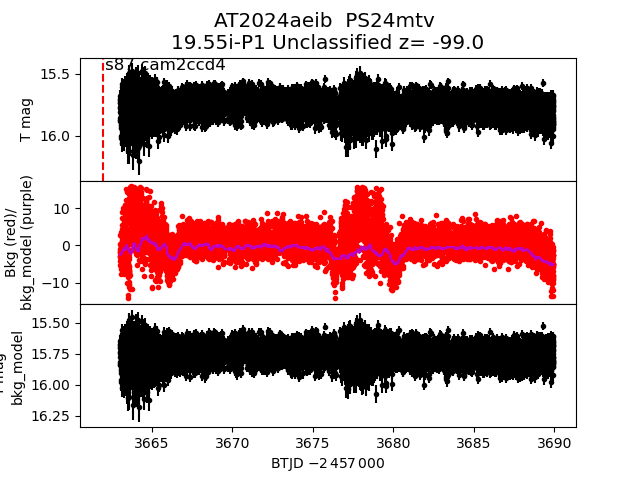 AT2024aeib  PS24mtv
19.55i-P1 Unclassified z= -99.0
s87 cam2ccd4
15.5
16.0
T mag
10
0
−10
Bkg (red)/
bkg_model (purple)
15.50
15.75
16.00
16.25
mag
bkg_model
3665
3670
3675
3680
3685
3690
BTJD −2 457 000